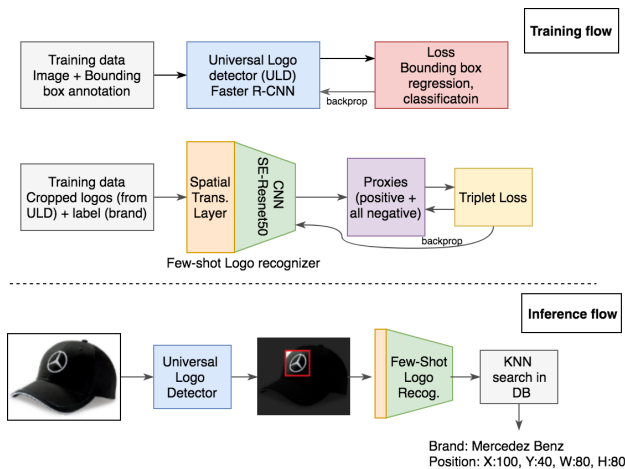 Training flow
Training data
Image + Bounding
box annotation
Universal Logo
detector (ULD)
Faster R-CNN
Loss
Bounding box
regression,
classificatoin
backprop
Training data
Cropped logos (from
ULD) + label (brand)
Spatial
Trans.
Layer
CNN
SE-Resnet50
Proxies
(positive +
all negative)
Triplet Loss
backprop
Few-shot Logo recognizer
Inference flow
Universal
Logo
Detector
Few-Shot
Logo
Recog.
KNN
search in
DB
Brand: Mercedez Benz
Position: X:100, Y:40, W:80, H:80